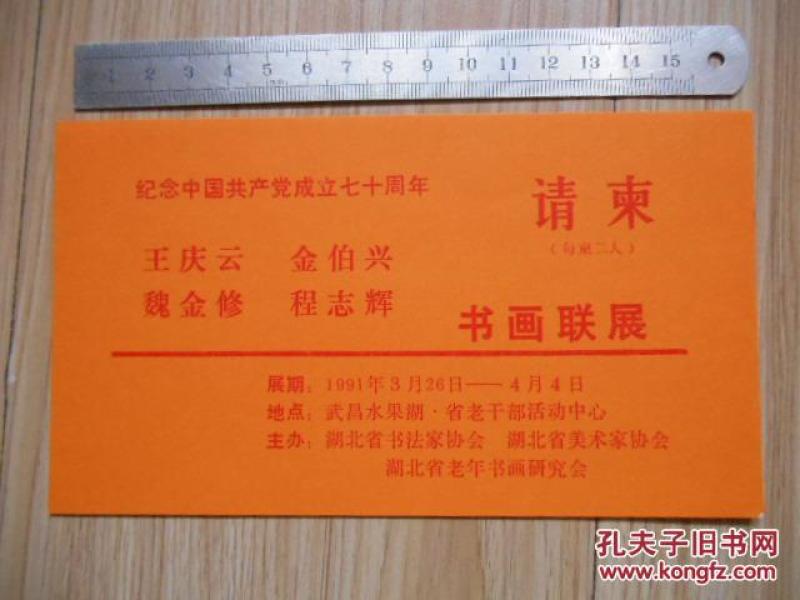 1 2 3 4 5 6 7 8 9 10 11 12 13 14 15
纪念中国共产党成立七十周年
请柬
（每柬二人）
王庆云 金伯兴
魏金修 程志辉
书画联展
展期：1991年3月26日——4月4日
地点：武昌水果湖·省老干部活动中心
主办：湖北省书法家协会 湖北省美术家协会
湖北省老年书画研究会
孔夫子旧书网
www.kongfz.com